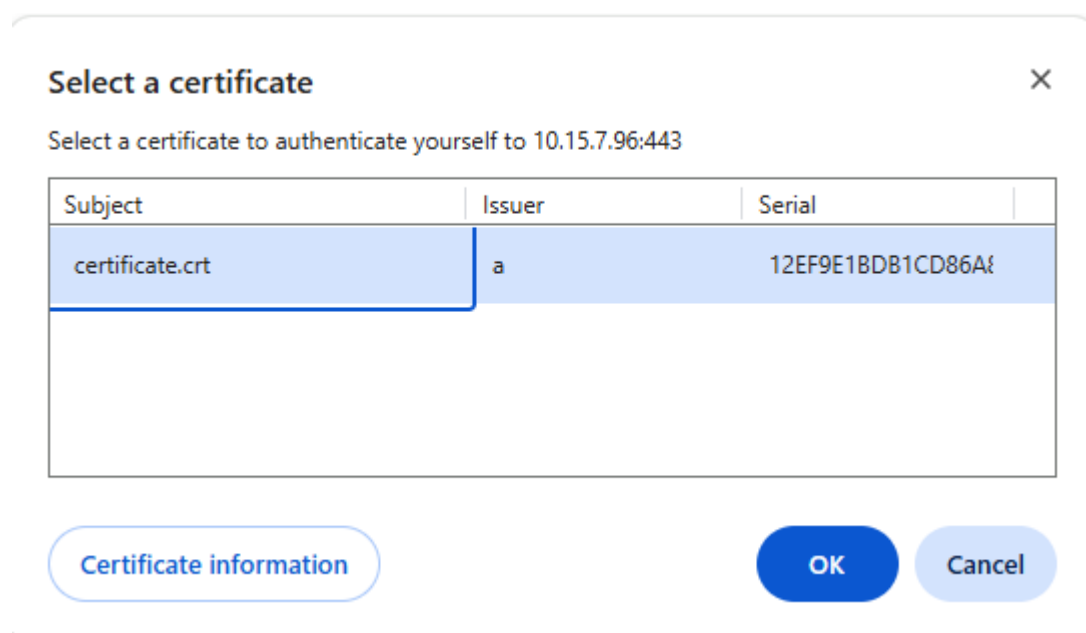 Select a certificate
Select a certificate to authenticate yourself to 10.15.7.96:443
Subject Issuer Serial
certificate.crt a 12EF9E1BDB1CD86A
Certificate information OK Cancel